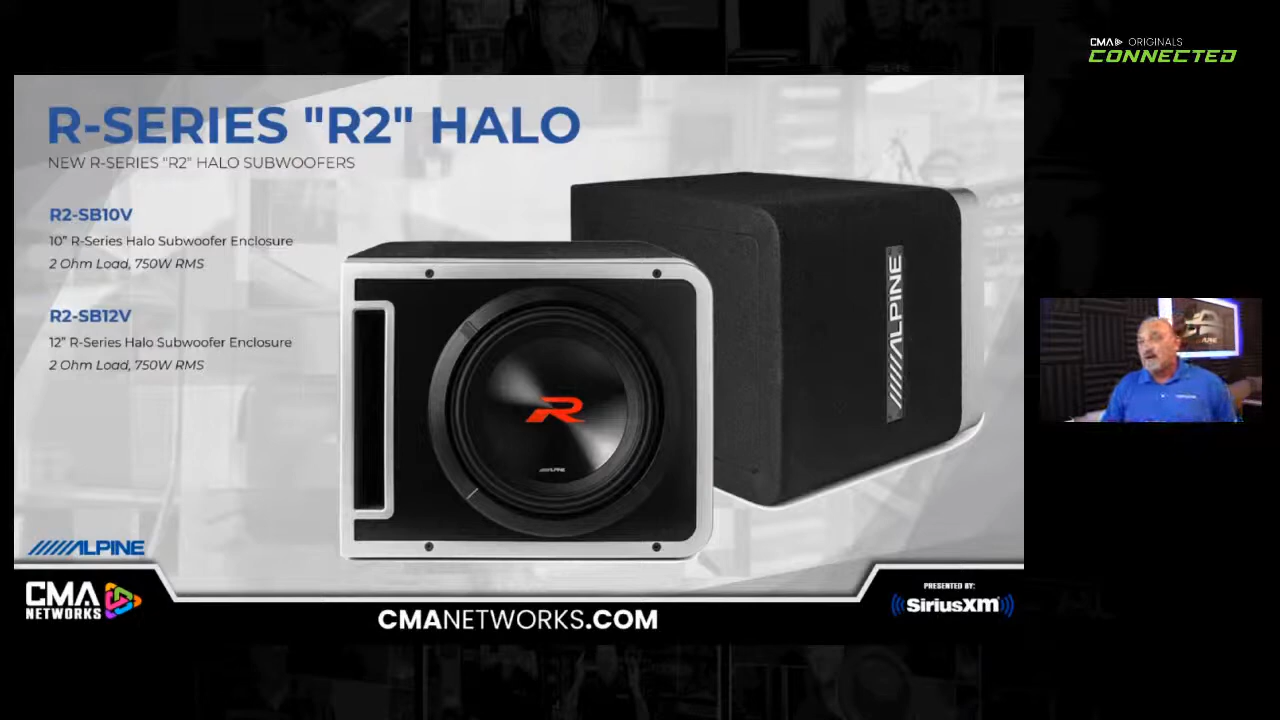 CMA ORIGINALS
CONNECTED
R-SERIES "R2" HALO
NEW R-SERIES "R2" HALO SUBWOOFERS
R2-SB10V
10” R-Series Halo Subwoofer Enclosure
2 Ohm Load, 750W RMS
R2-SB12V
12” R-Series Halo Subwoofer Enclosure
2 Ohm Load, 750W RMS
ALPINE
R
ALPINE
ALPINE
CMA
NETWORKS
CMANETWORKS.COM
PRESENTED BY:
SiriusXM